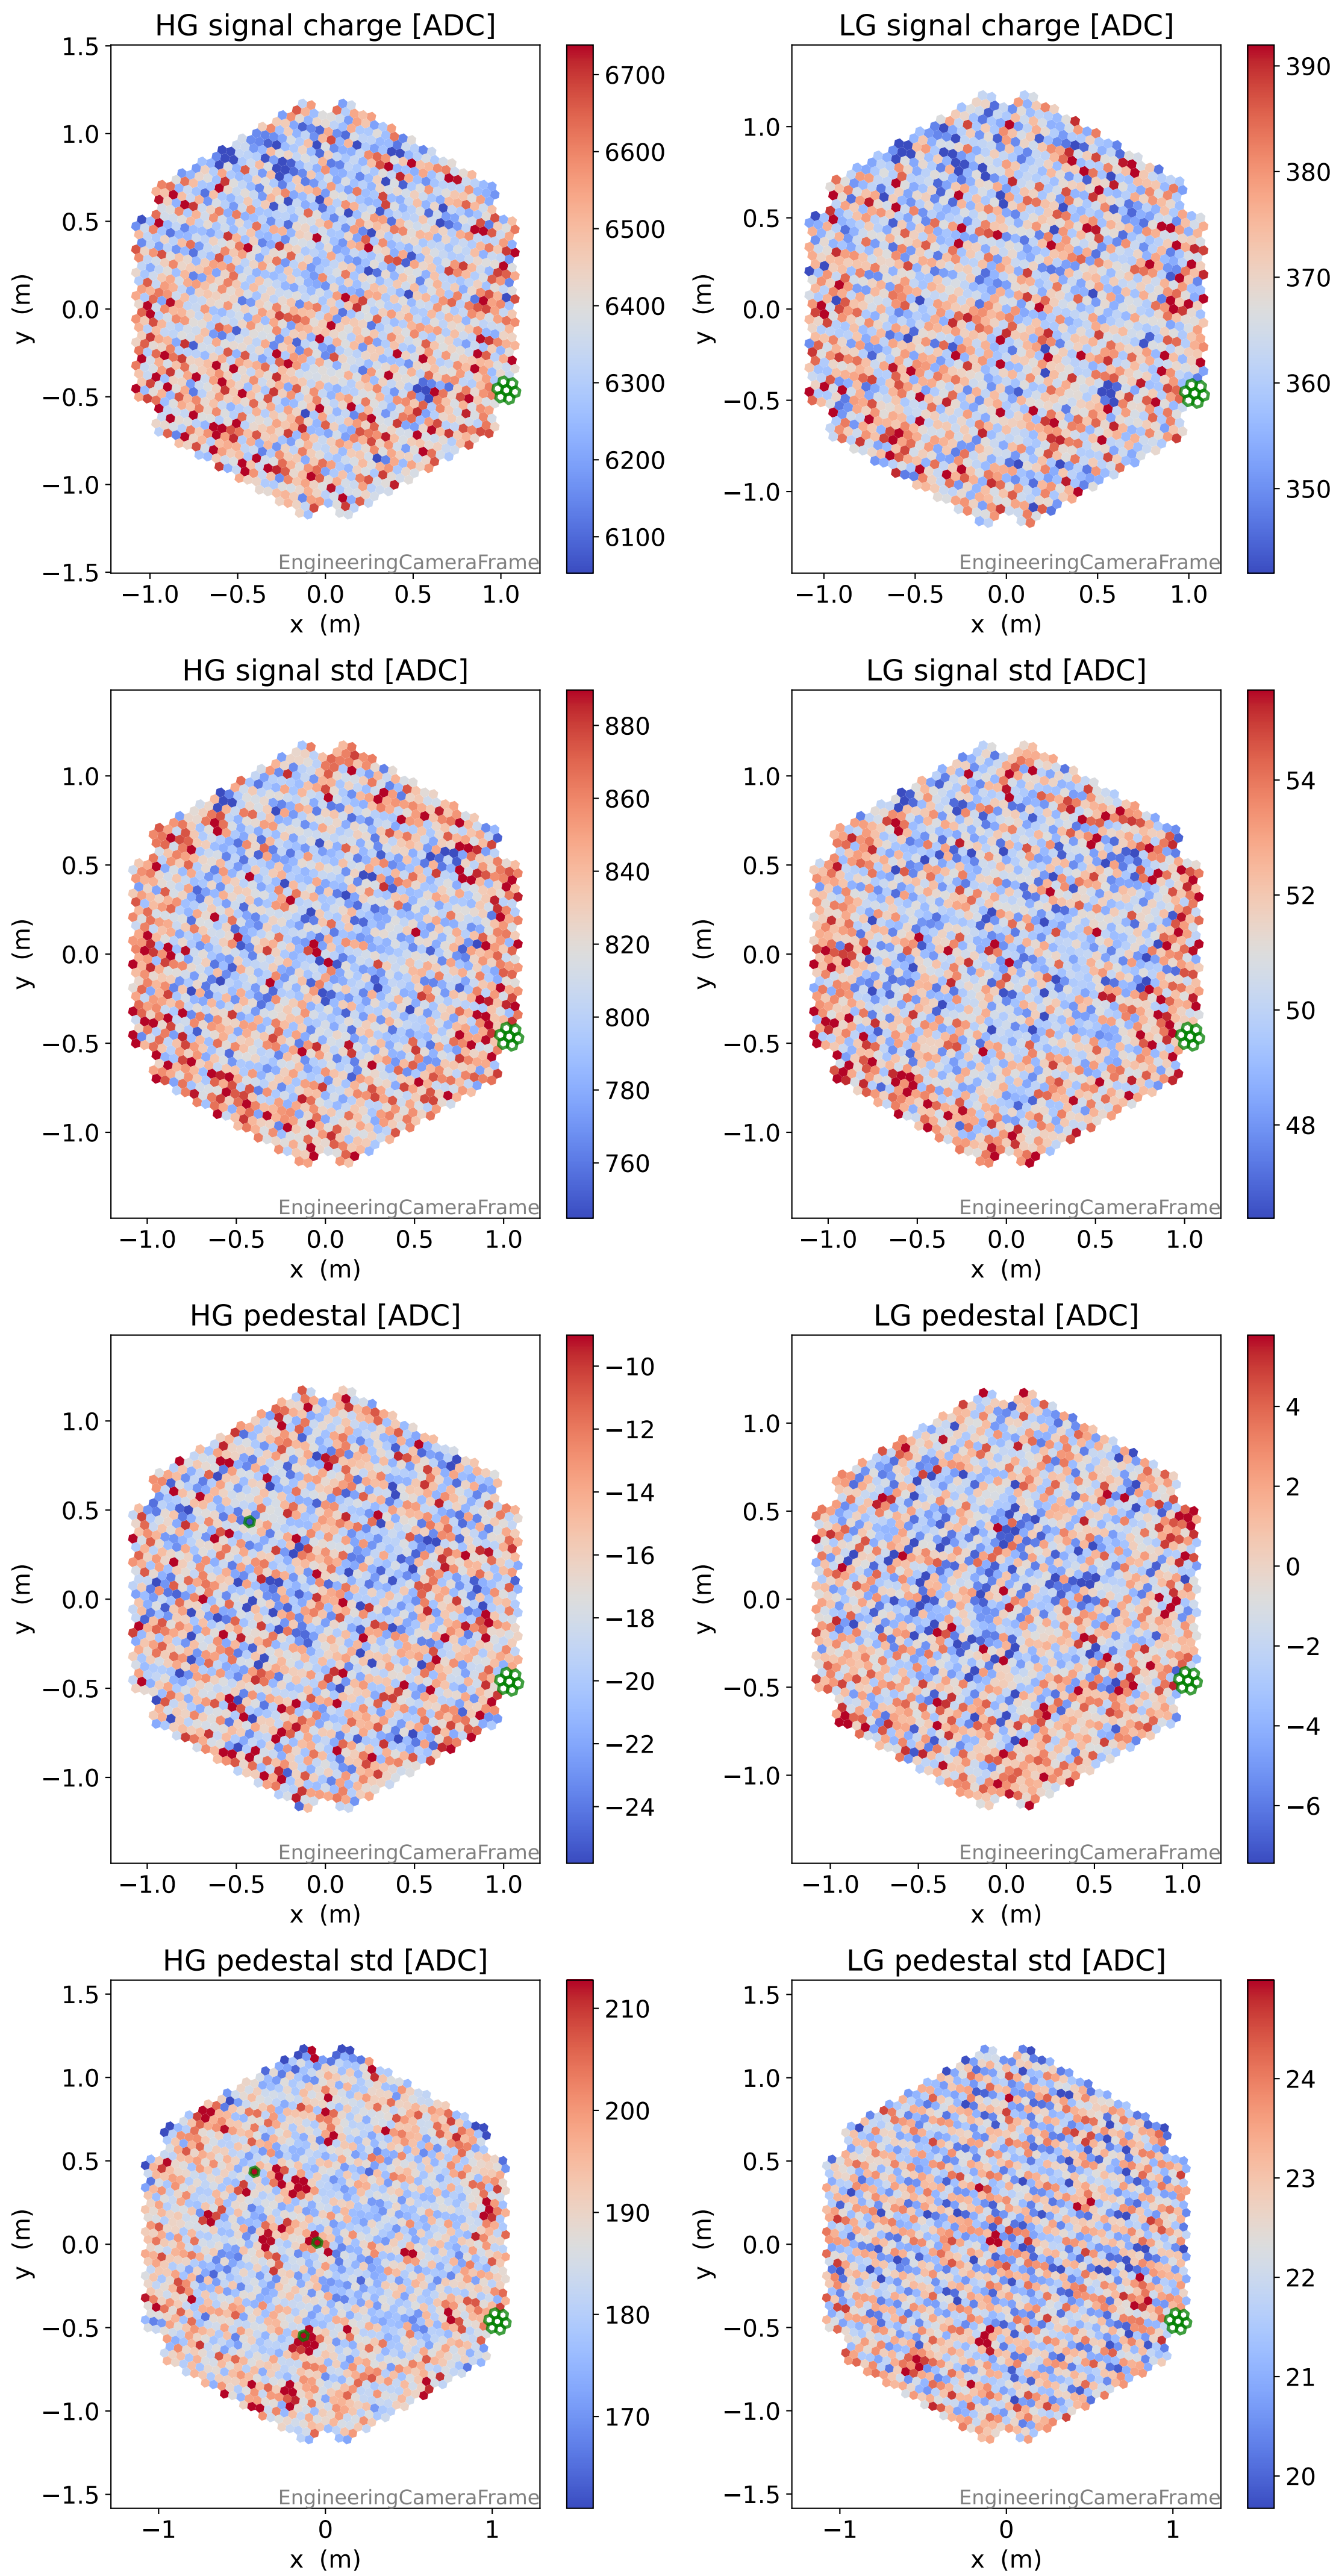 HG signal charge [ADC]
LG signal charge [ADC]
1.5
1.0
0.5
0.0
−0.5
−1.0
−1.5
y (m)
−1.0 −0.5 0.0 0.5 1.0
x (m)
EngineeringCameraFrame
6700
6600
6500
6400
6300
6200
6100
1.0
0.5
0.0
−0.5
−1.0
y (m)
−1.0 −0.5 0.0 0.5 1.0
x (m)
EngineeringCameraFrame
390
380
370
360
350
HG signal std [ADC]
LG signal std [ADC]
1.0
0.5
0.0
−0.5
−1.0
y (m)
−1.0 −0.5 0.0 0.5 1.0
x (m)
EngineeringCameraFrame
880
860
840
820
800
780
760
1.0
0.5
0.0
−0.5
−1.0
y (m)
−1.0 −0.5 0.0 0.5 1.0
x (m)
EngineeringCameraFrame
54
52
50
48
HG pedestal [ADC]
LG pedestal [ADC]
1.0
0.5
0.0
−0.5
−1.0
y (m)
−1.0 −0.5 0.0 0.5 1.0
x (m)
EngineeringCameraFrame
−10
−12
−14
−16
−18
−20
−22
−24
1.0
0.5
0.0
−0.5
−1.0
y (m)
−1.0 −0.5 0.0 0.5 1.0
x (m)
EngineeringCameraFrame
4
2
0
−2
−4
−6
HG pedestal std [ADC]
LG pedestal std [ADC]
1.5
1.0
0.5
0.0
−0.5
−1.0
−1.5
y (m)
−1 0 1
x (m)
EngineeringCameraFrame
210
200
190
180
170
1.5
1.0
0.5
0.0
−0.5
−1.0
−1.5
y (m)
−1 0 1
x (m)
EngineeringCameraFrame
24
23
22
21
20